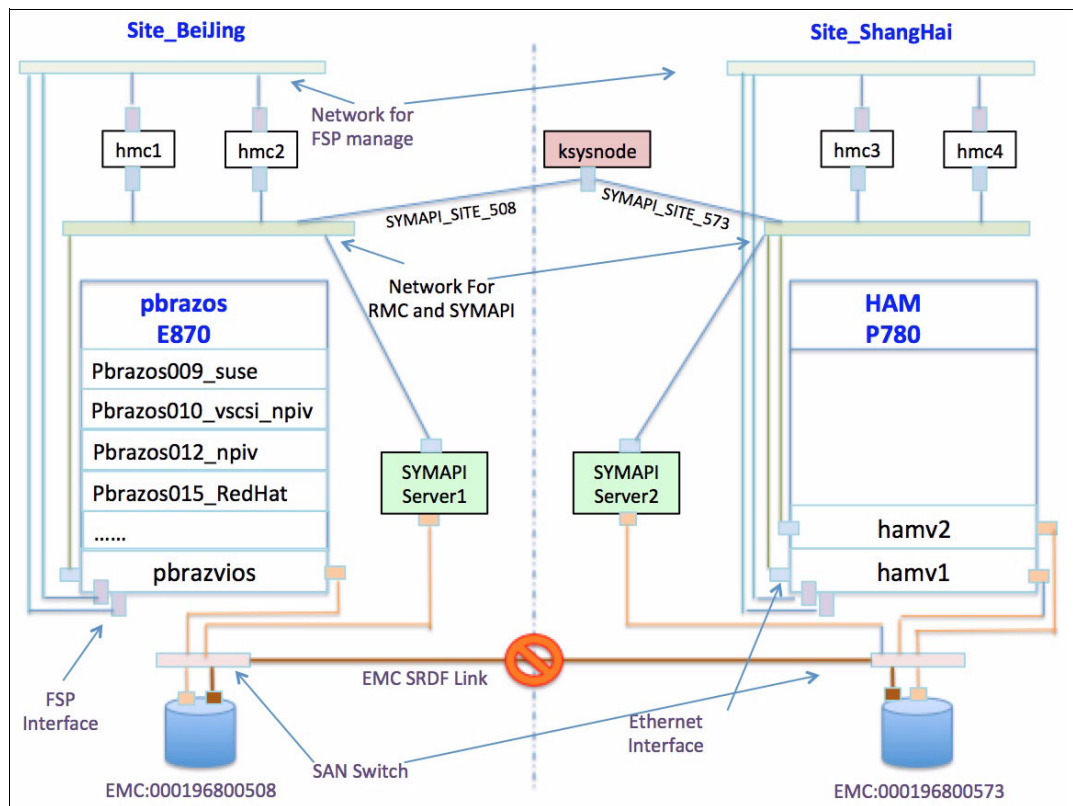 Site_BeiJing
Site_ShangHai
Network for
FSP manage
hmc1
hmc2
ksysnode
hmc3
hmc4
SYMAPI_SITE_508
SYMAPI_SITE_573
Network For
RMC and SYMAPI
pbrazos
E870
Pbrazos009_suse
Pbrazos010_vscsi_npiv
Pbrazos012_npiv
Pbrazos015_RedHat
......
pbrazvios
SYMAPI
Server1
SYMAPI
Server2
HAM
P780
hamv2
hamv1
EMC SRDF Link
FSP
Interface
Ethernet
Interface
SAN Switch
EMC:000196800508
EMC:000196800573